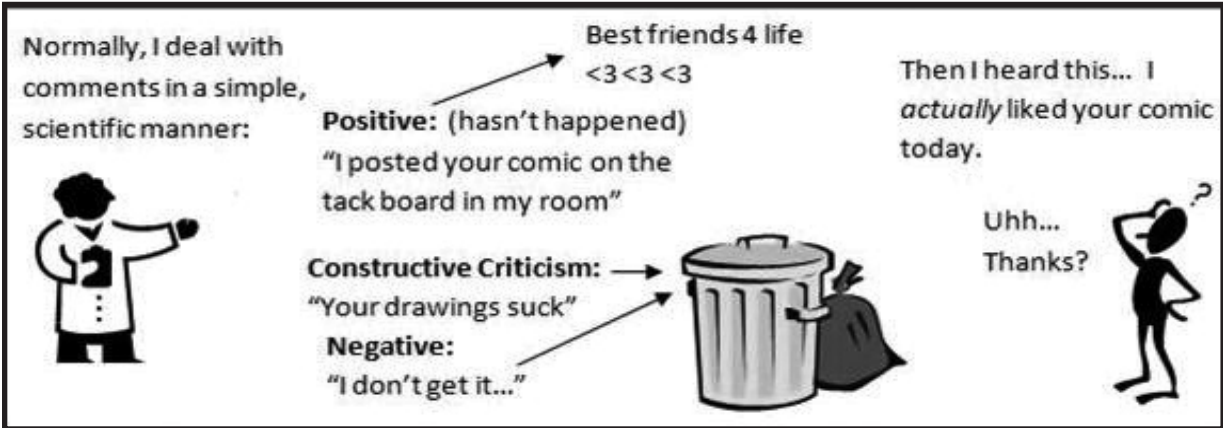 Normally, I deal with
comments in a simple,
scientific manner:
Best friends 4 life
<3 <3 <3
Positive: (hasn't happened)
"I posted your comic on the
tack board in my room"
Constructive Criticism:
"Your drawings suck"
Negative:
"I don't get it..."
Then I heard this... I
actually liked your comic
today.
?
Uhh...
Thanks?